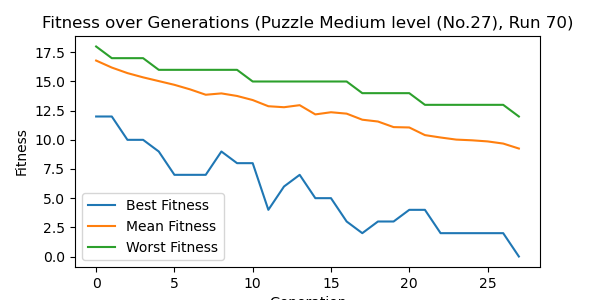 Fitness over Generations (Puzzle Medium level (No.27), Run 70)
Fitness
17.5
15.0
12.5
10.0
7.5
5.0
2.5
0.0
Best Fitness
Mean Fitness
Worst Fitness
0 5 10 15 20 25
Generation